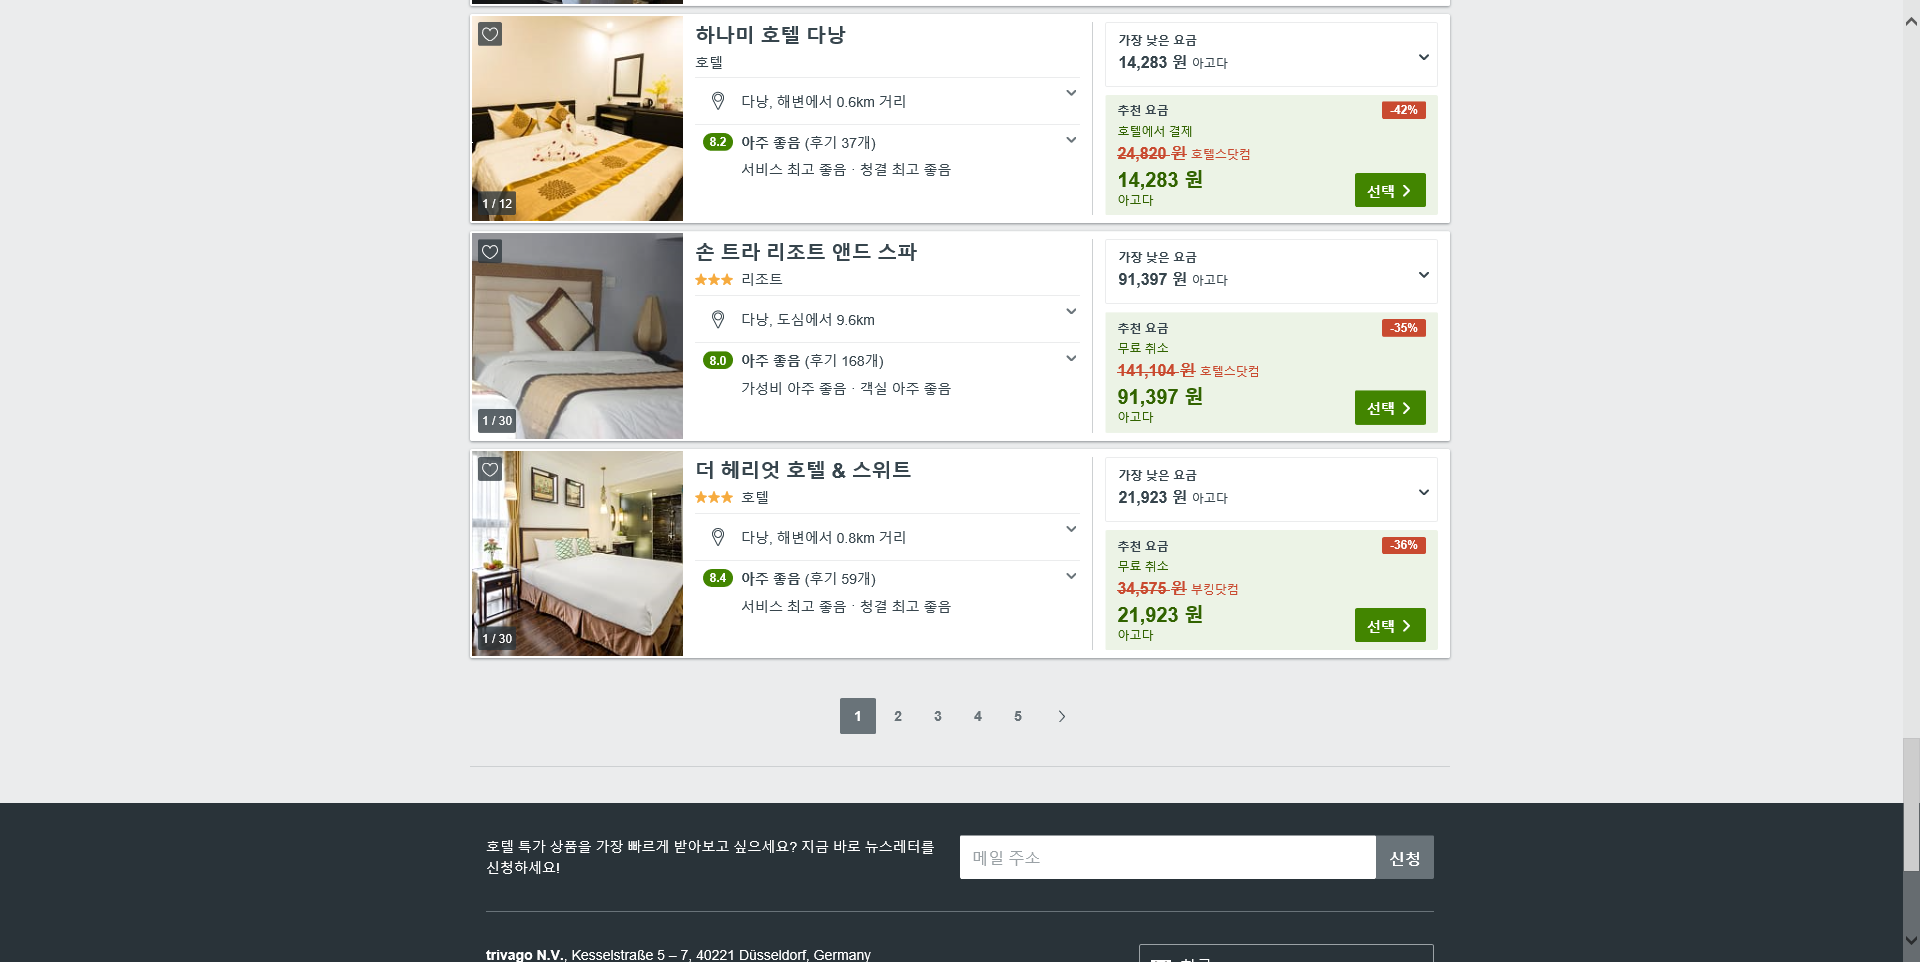 하나미 호텔 다낭
호텔
다낭, 해변에서 0.6km 거리
8.2 아주 좋음 (후기 37개)
서비스 최고 좋음 · 청결 최고 좋음
1 / 12
가장 낮은 요금
14,283 원 아고다
추천 요금 -42%
호텔에서 결제
24,820 원 호텔스닷컴
14,283 원
아고다
선택
손 트라 리조트 앤드 스파
리조트
다낭, 도심에서 9.6km
8.0 아주 좋음 (후기 168개)
가성비 아주 좋음 · 객실 아주 좋음
1 / 30
가장 낮은 요금
91,397 원 아고다
추천 요금 -35%
무료 취소
141,104 원 호텔스닷컴
91,397 원
아고다
선택
더 헤리엇 호텔 & 스위트
호텔
다낭, 해변에서 0.8km 거리
8.4 아주 좋음 (후기 59개)
서비스 최고 좋음 · 청결 최고 좋음
1 / 30
가장 낮은 요금
21,923 원 아고다
추천 요금 -36%
무료 취소
34,575 원 부킹닷컴
21,923 원
아고다
선택
1 2 3 4 5
호텔 특가 상품을 가장 빠르게 받아보고 싶으세요? 지금 바로 뉴스레터를
신청하세요!
메일 주소
신청
trivago N.V., Kesselstraße 5 – 7, 40221 Düsseldorf, Germany